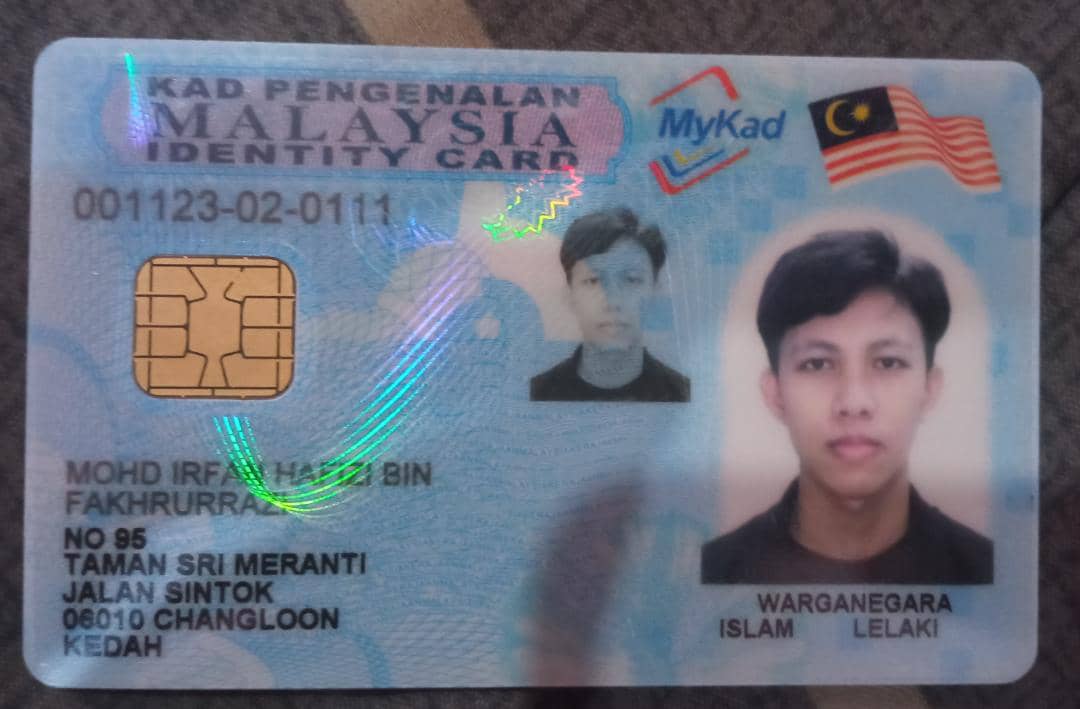 KAD PENGENALAN
MALAYSIA
IDENTITY CARD
MyKad
001123-02-0111
MOHD IRFAN HAFIZI BIN
FAKHRURRAZI
NO 95
TAMAN SRI MERANTI
JALAN SINTOK
06010 CHANGLOON
KEDAH
WARGANEGARA
ISLAM LELAKI